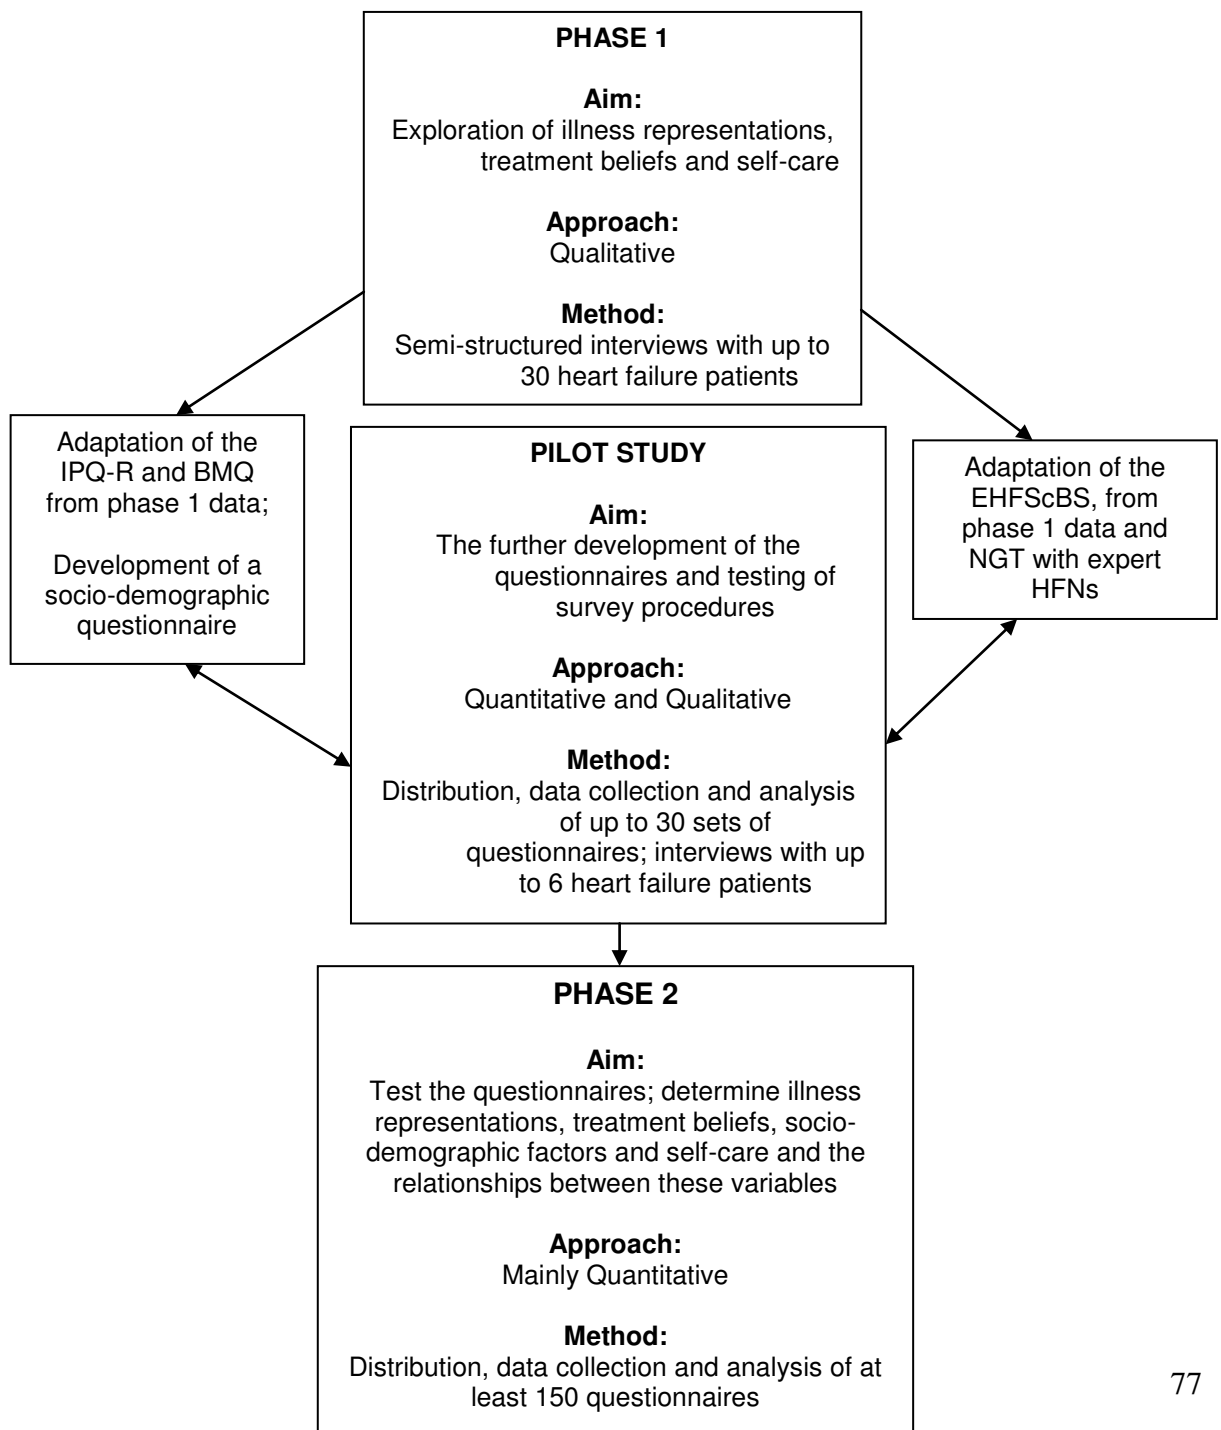 PHASE 1
Aim:
Exploration of illness representations,
treatment beliefs and self-care
Approach:
Qualitative
Method:
Semi-structured interviews with up to
30 heart failure patients
Adaptation of the
IPQ-R and BMQ
from phase 1 data;
Development of a
socio-demographic
questionnaire
PILOT STUDY
Aim:
The further development of the
questionnaires and testing of
survey procedures
Approach:
Quantitative and Qualitative
Method:
Distribution, data collection and analysis
of up to 30 sets of
questionnaires; interviews with up
to 6 heart failure patients
Adaptation of the
EHFScBS, from
phase 1 data and
NGT with expert
HFNs
PHASE 2
Aim:
Test the questionnaires; determine illness
representations, treatment beliefs, socio-
demographic factors and self-care and the
relationships between these variables
Approach:
Mainly Quantitative
Method:
Distribution, data collection and analysis of at
least 150 questionnaires
77